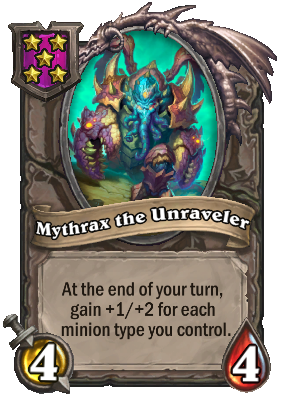 Mythrax the Unraveler
At the end of your turn,
gain +1/+2 for each
minion type you control.
4 4